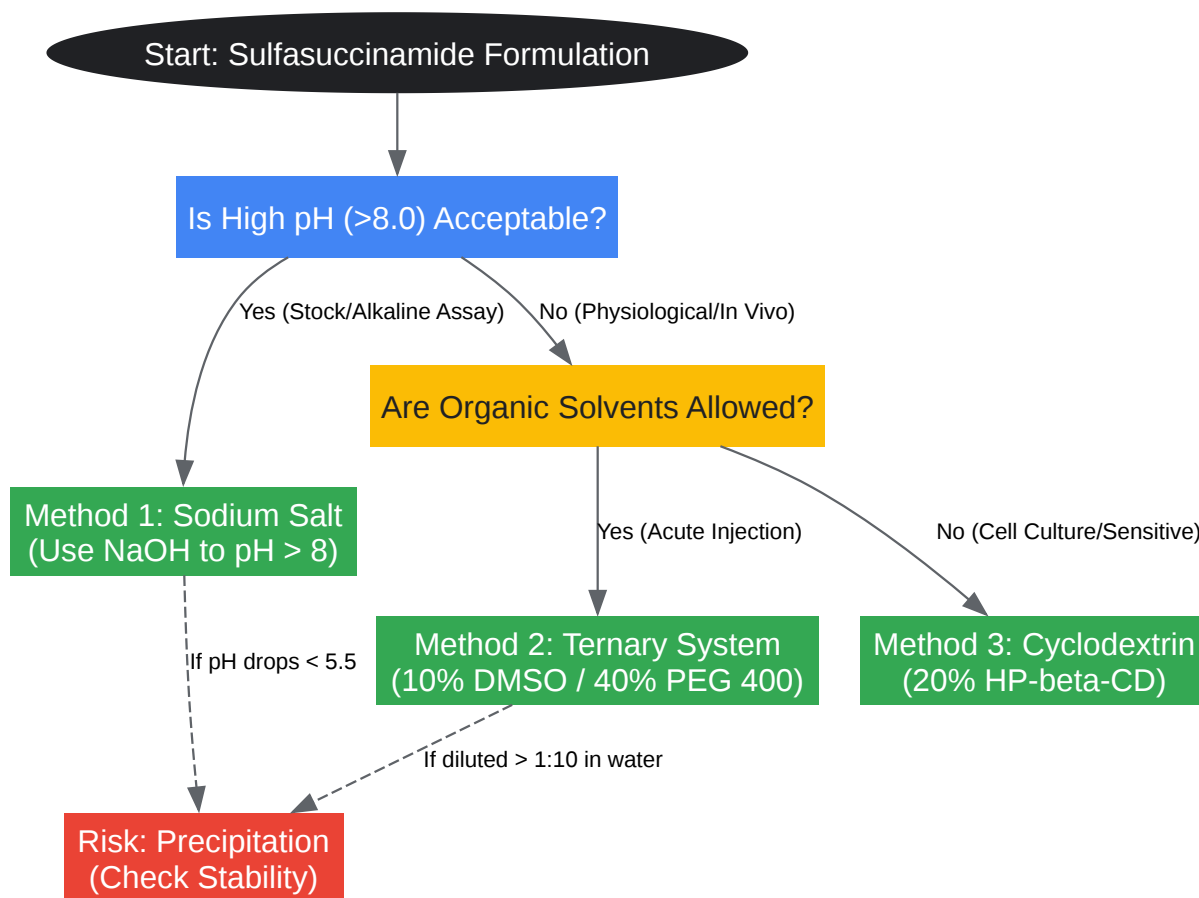 Start: Sulfasuccinamide Formulation
Is High pH (>8.0) Acceptable?
Yes (Stock/Alkaline Assay)
No (Physiological/In Vivo)
Are Organic Solvents Allowed?
Method 1: Sodium Salt
(Use NaOH to pH > 8)
Yes (Acute Injection)
No (Cell Culture/Sensitive)
Method 2: Ternary System
(10% DMSO / 40% PEG 400)
Method 3: Cyclodextrin
(20% HP-beta-CD)
If pH drops < 5.5
If diluted > 1:10 in water
Risk: Precipitation
(Check Stability)